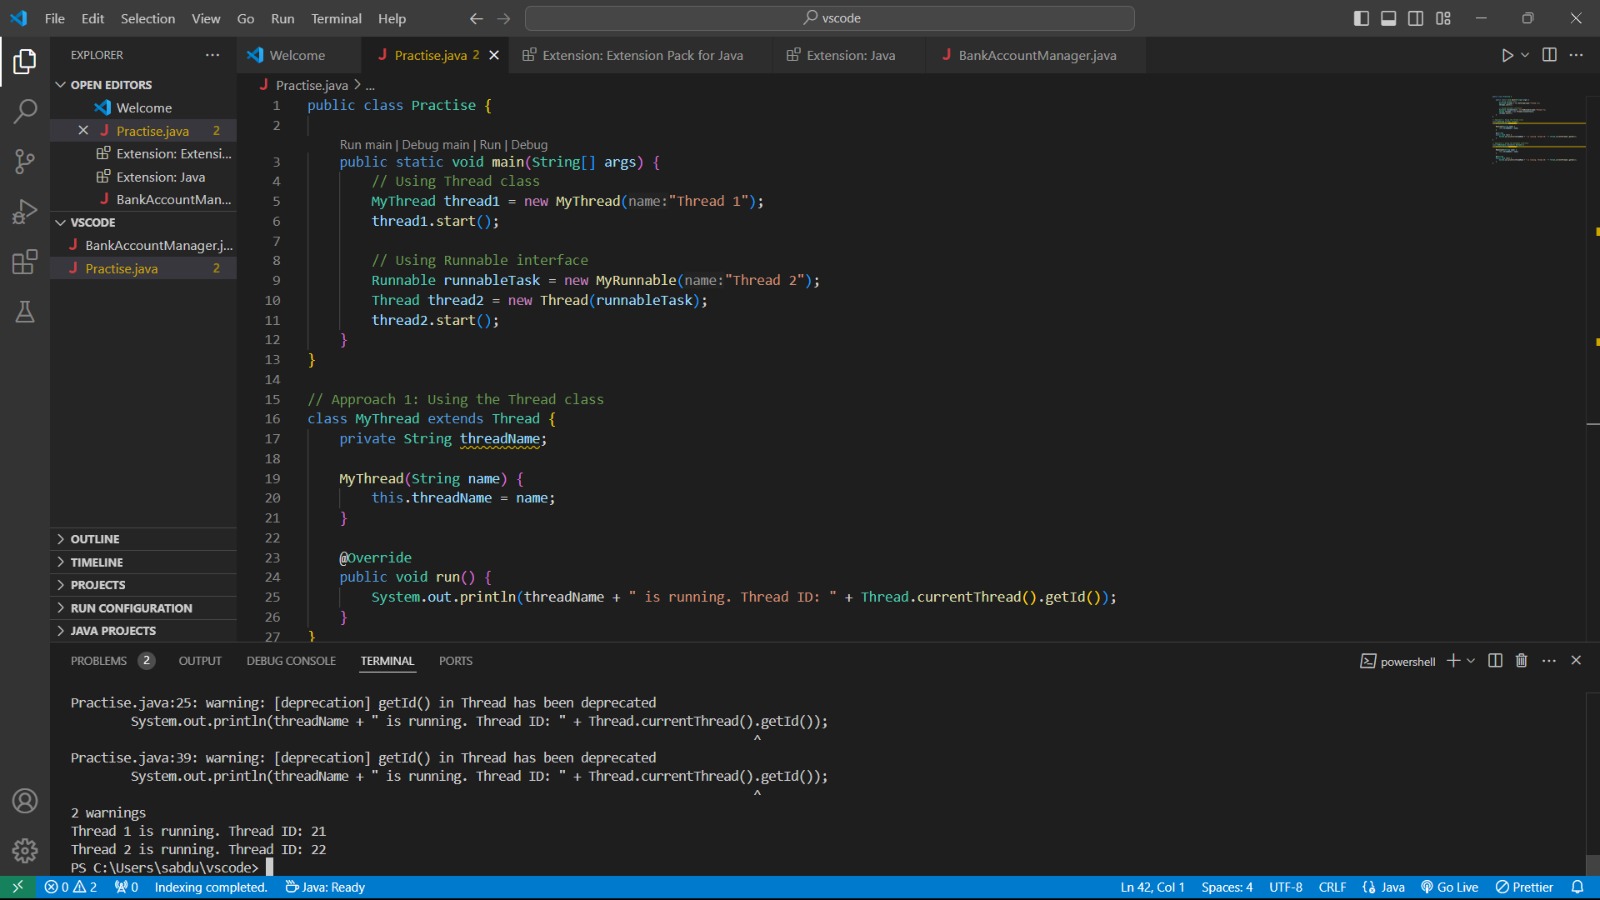 File Edit Selection View Go Run Terminal Help
vscode
EXPLORER
OPEN EDITORS
Welcome
Practise.java 2
Extension: Extensi...
Extension: Java
BankAccountMan...
VSCODE
BankAccountManager.j...
Practise.java 2
OUTLINE
TIMELINE
PROJECTS
RUN CONFIGURATION
JAVA PROJECTS
Welcome Practise.java 2 Extension: Extension Pack for Java Extension: Java BankAccountManager.java
Practise.java > ...
1 public class Practise {
2
Run main | Debug main | Run | Debug
3 public static void main(String[] args) {
4 // Using Thread class
5 MyThread thread1 = new MyThread(name:"Thread 1");
6 thread1.start();
7
8 // Using Runnable interface
9 Runnable runnableTask = new MyRunnable(name:"Thread 2");
10 Thread thread2 = new Thread(runnableTask);
11 thread2.start();
12 }
13 }
14
15 // Approach 1: Using the Thread class
16 class MyThread extends Thread {
17 private String threadName;
18
19 MyThread(String name) {
20 this.threadName = name;
21 }
22
23 @Override
24 public void run() {
25 System.out.println(threadName + " is running. Thread ID: " + Thread.currentThread().getId());
26 }
27 }
PROBLEMS 2 OUTPUT DEBUG CONSOLE TERMINAL PORTS
powershell
Practise.java:25: warning: [deprecation] getId() in Thread has been deprecated
System.out.println(threadName + " is running. Thread ID: " + Thread.currentThread().getId());
^
Practise.java:39: warning: [deprecation] getId() in Thread has been deprecated
System.out.println(threadName + " is running. Thread ID: " + Thread.currentThread().getId());
^
2 warnings
Thread 1 is running. Thread ID: 21
Thread 2 is running. Thread ID: 22
PS C:\Users\sabdu\vscode>
0 2 0 Indexing completed. Java: Ready Ln 42, Col 1 Spaces: 4 UTF-8 CRLF Java Go Live Prettier